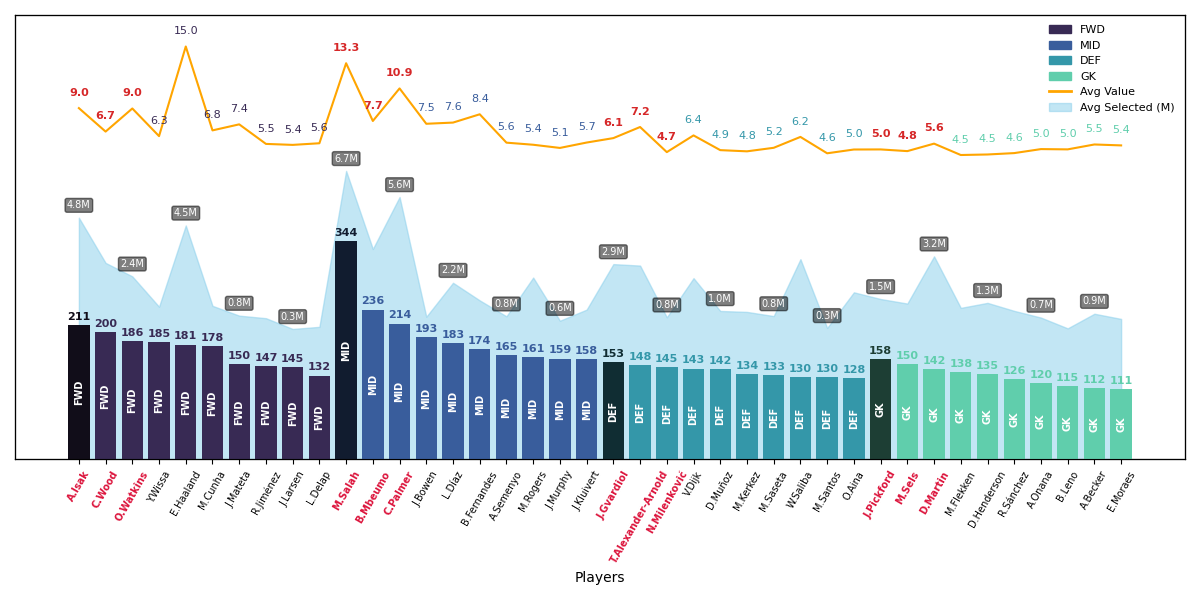 FWD
MID
DEF
GK
Avg Value
Avg Selected (M)
15.0
13.3
10.9
9.0 6.7 9.0 6.3 6.8 7.4 5.5 5.4 5.6 7.7 7.5 7.6 8.4 5.6 5.4 5.1 5.7 6.1 7.2 4.7 6.4 4.9 4.8 5.2 6.2 4.6 5.0 5.0 4.8 5.6 4.5 4.5 4.6 5.0 5.0 5.5 5.4
4.8M 2.4M 4.5M 0.8M 0.3M 6.7M 5.6M 2.2M 0.8M 0.6M 2.9M 0.8M 1.0M 0.8M 0.3M 1.5M 3.2M 1.3M 0.7M 0.9M
211 200 186 185 181 178 150 147 145 132 344 236 214 193 183 174 165 161 159 158 153 148 145 143 142 134 133 130 130 128 158 150 142 138 135 126 120 115 112 111
FWD FWD FWD FWD FWD FWD FWD FWD FWD FWD MID MID MID MID MID MID MID MID MID MID DEF DEF DEF DEF DEF DEF DEF DEF DEF DEF GK GK GK GK GK GK GK GK GK GK
A.Isak
C.Wood
O.Watkins
Y.Wissa
E.Haaland
M.Cunha
J.Mateta
R.Jiménez
J.Larsen
L.Delap
M.Salah
B.Mbeumo
C.Palmer
J.Bowen
L.Díaz
B.Fernandes
A.Semenyo
M.Rogers
J.Murphy
J.Kluivert
J.Gvardiol
T.Alexander-Arnold
N.Milenković
V.Dijk
D.Muñoz
M.Kerkez
M.Saseta
W.Saliba
M.Santos
O.Aina
J.Pickford
M.Sels
D.Martin
M.Flekken
D.Henderson
R.Sánchez
A.Onana
B.Leno
A.Becker
E.Moraes
Players